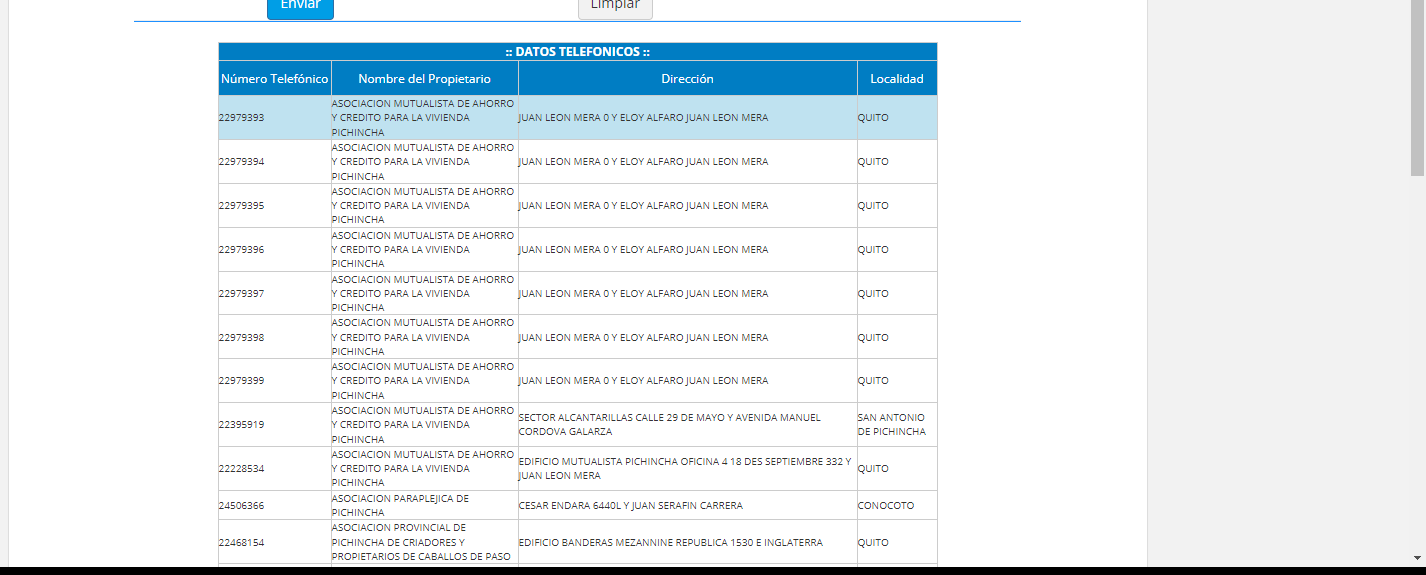 Enviar
Limpiar
:: DATOS TELEFONICOS ::
Número Telefónico Nombre del Propietario Dirección Localidad
22979393
ASOCIACION MUTUALISTA DE AHORRO
Y CREDITO PARA LA VIVIENDA
PICHINCHA
JUAN LEON MERA 0 Y ELOY ALFARO JUAN LEON MERA
QUITO
22979394
ASOCIACION MUTUALISTA DE AHORRO
Y CREDITO PARA LA VIVIENDA
PICHINCHA
JUAN LEON MERA 0 Y ELOY ALFARO JUAN LEON MERA
QUITO
22979395
ASOCIACION MUTUALISTA DE AHORRO
Y CREDITO PARA LA VIVIENDA
PICHINCHA
JUAN LEON MERA 0 Y ELOY ALFARO JUAN LEON MERA
QUITO
22979396
ASOCIACION MUTUALISTA DE AHORRO
Y CREDITO PARA LA VIVIENDA
PICHINCHA
JUAN LEON MERA 0 Y ELOY ALFARO JUAN LEON MERA
QUITO
22979397
ASOCIACION MUTUALISTA DE AHORRO
Y CREDITO PARA LA VIVIENDA
PICHINCHA
JUAN LEON MERA 0 Y ELOY ALFARO JUAN LEON MERA
QUITO
22979398
ASOCIACION MUTUALISTA DE AHORRO
Y CREDITO PARA LA VIVIENDA
PICHINCHA
JUAN LEON MERA 0 Y ELOY ALFARO JUAN LEON MERA
QUITO
22979399
ASOCIACION MUTUALISTA DE AHORRO
Y CREDITO PARA LA VIVIENDA
PICHINCHA
JUAN LEON MERA 0 Y ELOY ALFARO JUAN LEON MERA
QUITO
22395919
ASOCIACION MUTUALISTA DE AHORRO
Y CREDITO PARA LA VIVIENDA
PICHINCHA
SECTOR ALCANTARILLAS CALLE 29 DE MAYO Y AVENIDA MANUEL
CORDOVA GALARZA
SAN ANTONIO
DE PICHINCHA
22228534
ASOCIACION MUTUALISTA DE AHORRO
Y CREDITO PARA LA VIVIENDA
PICHINCHA
EDIFICIO MUTUALISTA PICHINCHA OFICINA 4 18 DES SEPTIEMBRE 332 Y
JUAN LEON MERA
QUITO
24506366
ASOCIACION PARAPLEJICA DE
PICHINCHA
CESAR ENDARA 6440L Y JUAN SERAFIN CARRERA
CONOCOTO
22468154
ASOCIACION PROVINCIAL DE
PICHINCHA DE CRIADORES Y
PROPIETARIOS DE CABALLOS DE PASO
EDIFICIO BANDERAS MEZANNINE REPUBLICA 1530 E INGLATERRA
QUITO